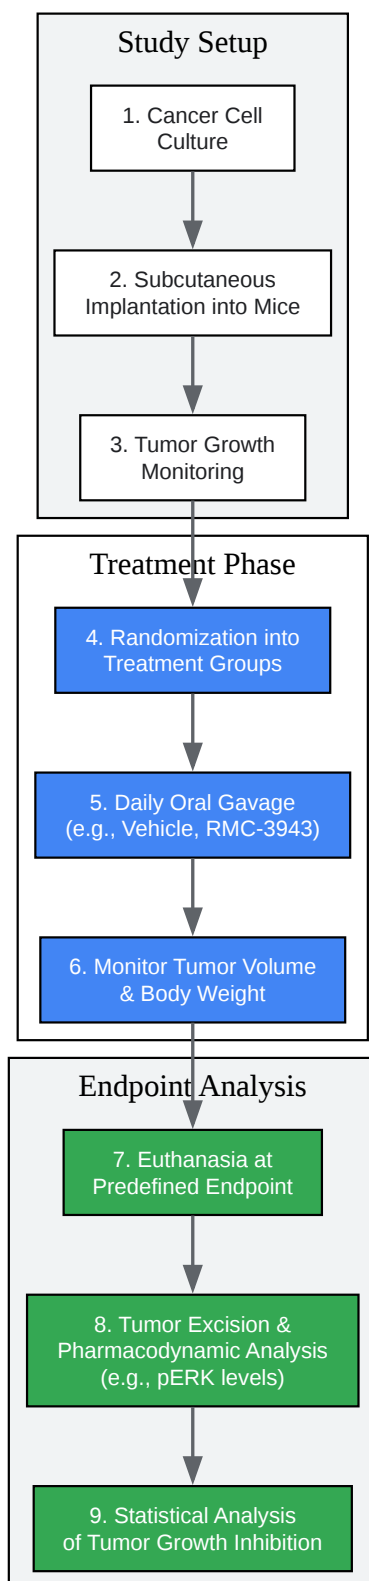 Study Setup
1. Cancer Cell
Culture
2. Subcutaneous
Implantation into Mice
3. Tumor Growth
Monitoring
Treatment Phase
4. Randomization into
Treatment Groups
5. Daily Oral Gavage
(e.g., Vehicle, RMC-3943)
6. Monitor Tumor Volume
& Body Weight
Endpoint Analysis
7. Euthanasia at
Predefined Endpoint
8. Tumor Excision &
Pharmacodynamic Analysis
(e.g., pERK levels)
9. Statistical Analysis
of Tumor Growth Inhibition